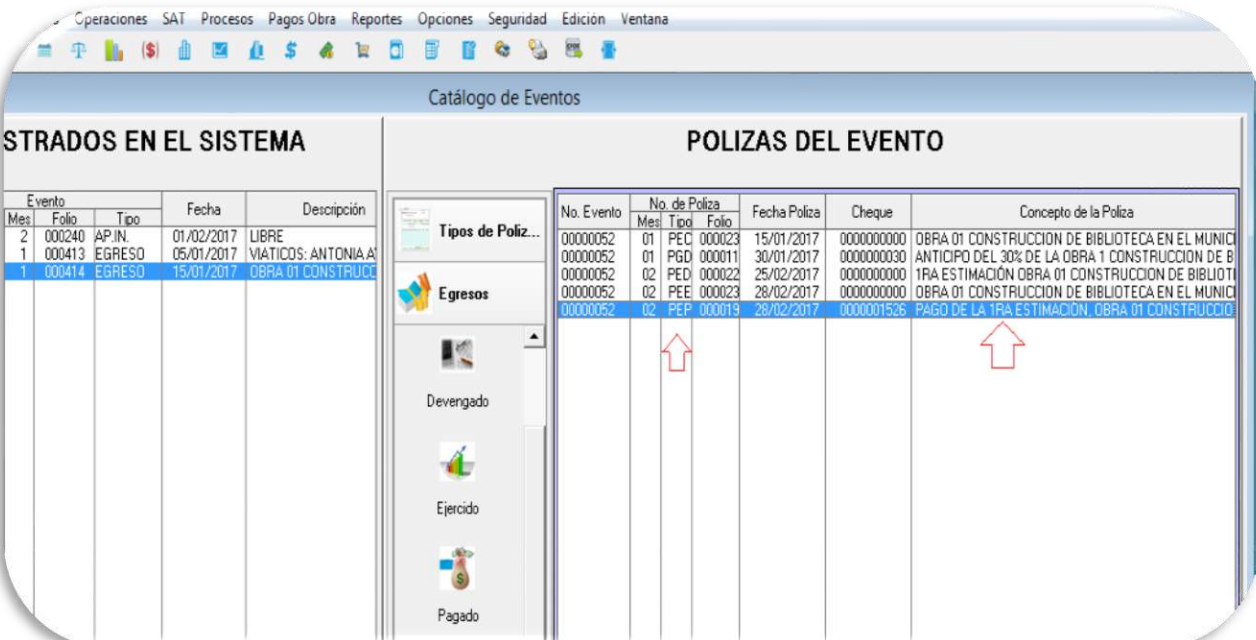 Operaciones SAT Procesos Pagos Obra Reportes Opciones Seguridad Edición Ventana
Catálogo de Eventos
STRADOS EN EL SISTEMA
POLIZAS DEL EVENTO
Evento Fecha Descripción
Mes Folio Tipo
2 000240 AP.IN. 01/02/2017 LIBRE
1 000413 EGRESO 05/01/2017 VIATICOS: ANTONIA A
1 000414 EGRESO 15/01/2017 OBRA 01 CONSTRUCC
Tipos de Poliz...
Egresos
Devengado
Ejercido
Pagado
No. Evento No. de Poliza Fecha Poliza Cheque Concepto de la Poliza
Mes Tipo Folio
00000052 01 PEC 000023 15/01/2017 0000000000 OBRA 01 CONSTRUCCION DE BIBLIOTECA EN EL MUNICI
00000052 01 PGD 000011 30/01/2017 0000000030 ANTICIPO DEL 30% DE LA OBRA 1 CONSTRUCCION DE B
00000052 02 PED 000022 25/02/2017 0000000000 1RA ESTIMACIÓN OBRA 01 CONSTRUCCION DE BIBLIOT
00000052 02 PEE 000023 28/02/2017 0000000000 OBRA 01 CONSTRUCCION DE BIBLIOTECA EN EL MUNICI
00000052 02 PEP 000019 28/02/2017 0000001526 PAGO DE LA 1RA ESTIMACIÓN, OBRA 01 CONSTRUCCIO